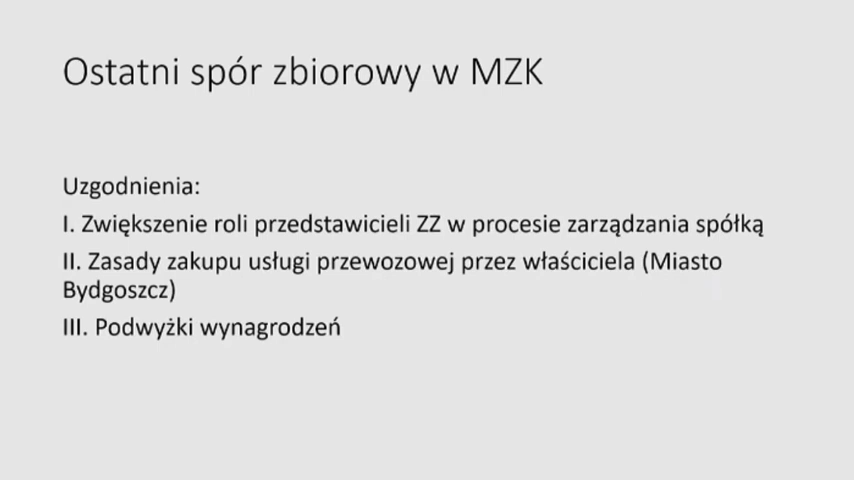 Ostatni spór zbiorowy w MZK
Uzgodnienia:
I. Zwiększenie roli przedstawicieli ZZ w procesie zarządzania spółką
II. Zasady zakupu usługi przewozowej przez właściciela (Miasto
Bydgoszcz)
III. Podwyżki wynagrodzeń